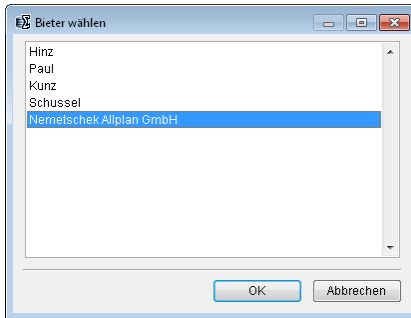 Bieter wählen
Hinz
Paul
Kunz
Schussel
Nemetschek Allplan GmbH
OK
Abbrechen